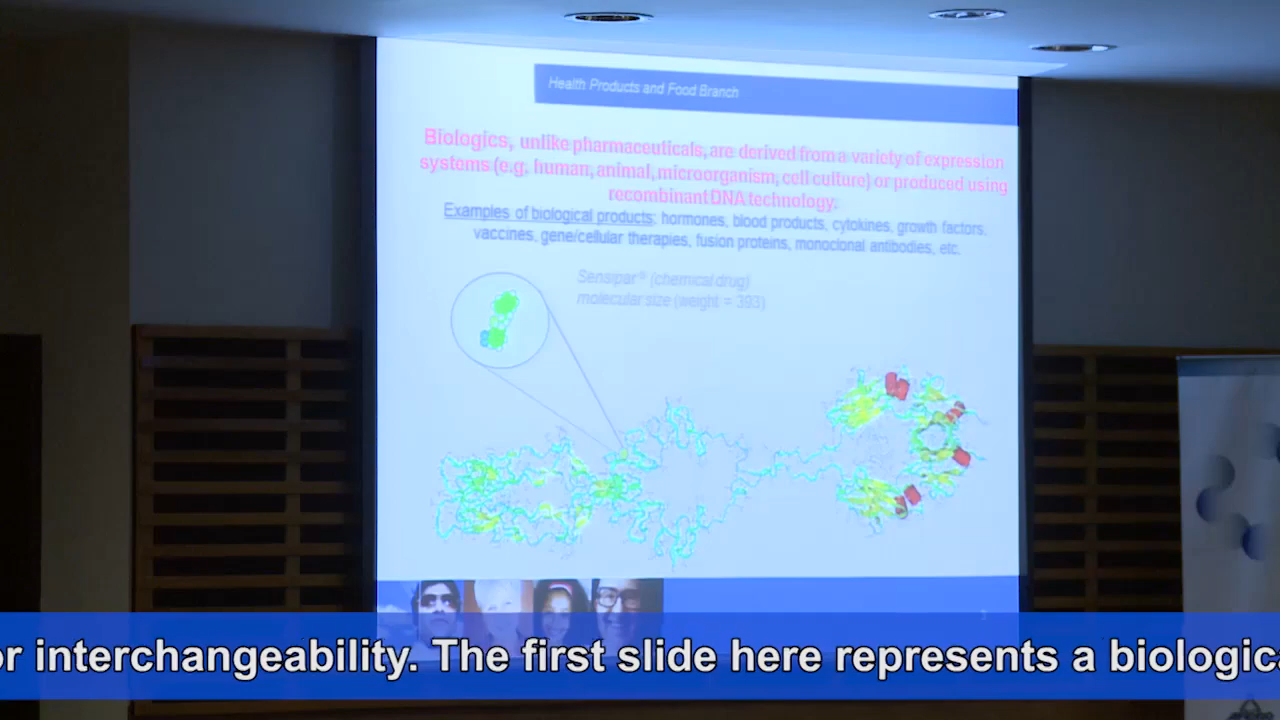 Health Products and Food Branch
Biologics, unlike pharmaceuticals, are derived from a variety of expression
systems (e.g. human, animal, microorganism, cell culture) or produced using
recombinant DNA technology.
Examples of biological products: hormones, blood products, cytokines, growth factors,
vaccines, gene/cellular therapies, fusion proteins, monoclonal antibodies, etc.
Sensipar® (chemical drug)
molecular size (weight = 393)
or interchangeability. The first slide here represents a biologica